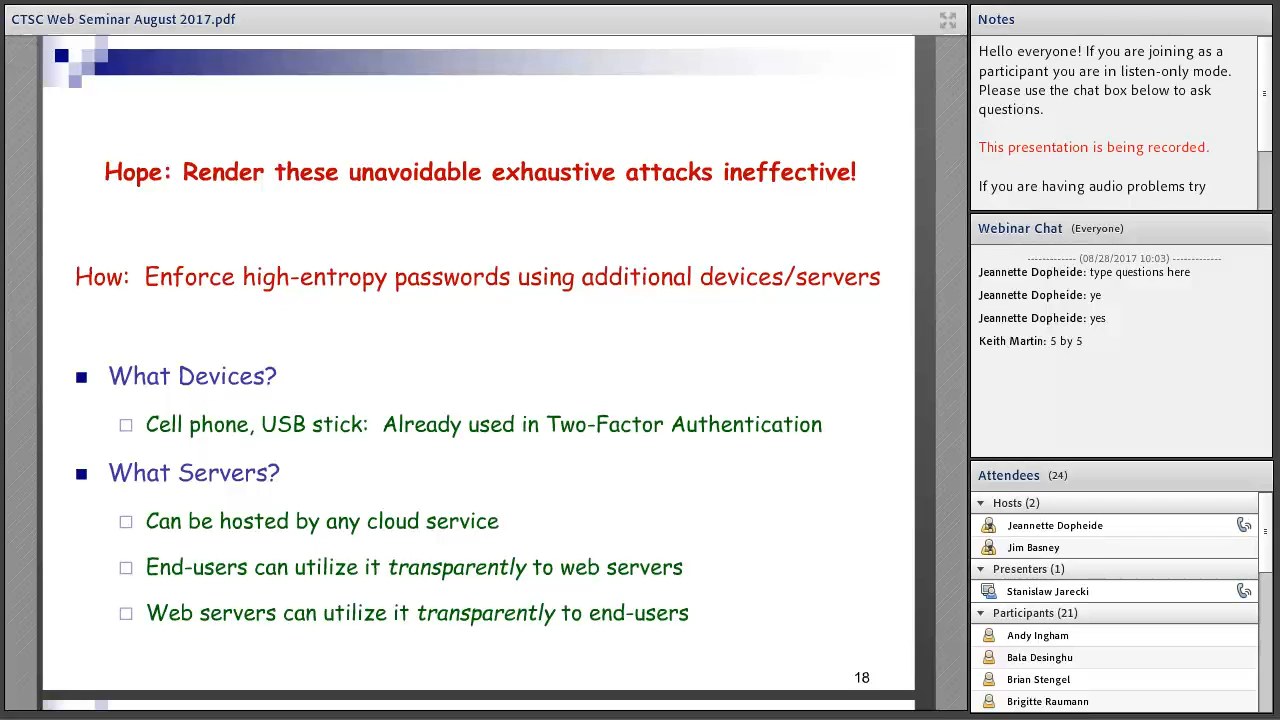 CTSC Web Seminar August 2017.pdf
Hope: Render these unavoidable exhaustive attacks ineffective!
How: Enforce high-entropy passwords using additional devices/servers
What Devices?
Cell phone, USB stick: Already used in Two-Factor Authentication
What Servers?
Can be hosted by any cloud service
End-users can utilize it transparently to web servers
Web servers can utilize it transparently to end-users
18
Notes
Hello everyone! If you are joining as a
participant you are in listen-only mode.
Please use the chat box below to ask
questions.
This presentation is being recorded.
If you are having audio problems try
Webinar Chat (Everyone)
------------- (08/28/2017 10:03) -------------
Jeannette Dopheide: type questions here
Jeannette Dopheide: ye
Jeannette Dopheide: yes
Keith Martin: 5 by 5
Attendees (24)
Hosts (2)
Jeannette Dopheide
Jim Basney
Presenters (1)
Stanislaw Jarecki
Participants (21)
Andy Ingham
Bala Desinghu
Brian Stengel
Brigitte Raumann